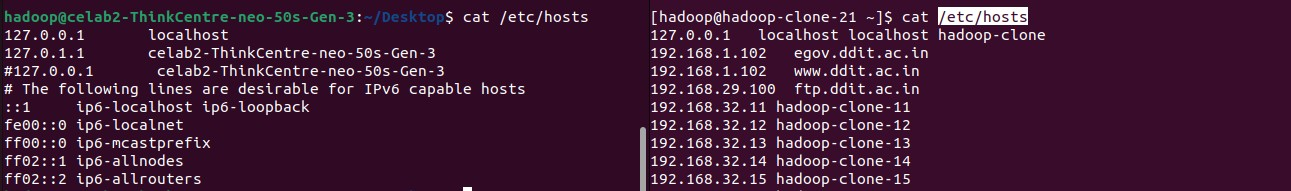 hadoop@celab2-ThinkCentre-neo-50s-Gen-3:~/Desktop$ cat /etc/hosts
127.0.0.1       localhost
127.0.1.1       celab2-ThinkCentre-neo-50s-Gen-3
#127.0.0.1       celab2-ThinkCentre-neo-50s-Gen-3
# The following lines are desirable for IPv6 capable hosts
::1     ip6-localhost ip6-loopback
fe00::0 ip6-localnet
ff00::0 ip6-mcastprefix
ff02::1 ip6-allnodes
ff02::2 ip6-allrouters
[hadoop@hadoop-clone-21 ~]$ cat /etc/hosts
127.0.0.1   localhost localhost hadoop-clone
192.168.1.102   egov.ddit.ac.in
192.168.1.102   www.ddit.ac.in
192.168.29.100  ftp.ddit.ac.in
192.168.32.11 hadoop-clone-11
192.168.32.12 hadoop-clone-12
192.168.32.13 hadoop-clone-13
192.168.32.14 hadoop-clone-14
192.168.32.15 hadoop-clone-15